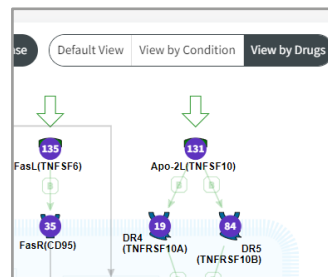 se
Default View
View by Condition
View by Drugs
135
131
FasL(TNFSF6)
Apo-2L(TNFSF10)
B
B
B
35
19
84
FasR(CD95)
DR4
(TNFRSF10A)
DR5
(TNFRSF10B)